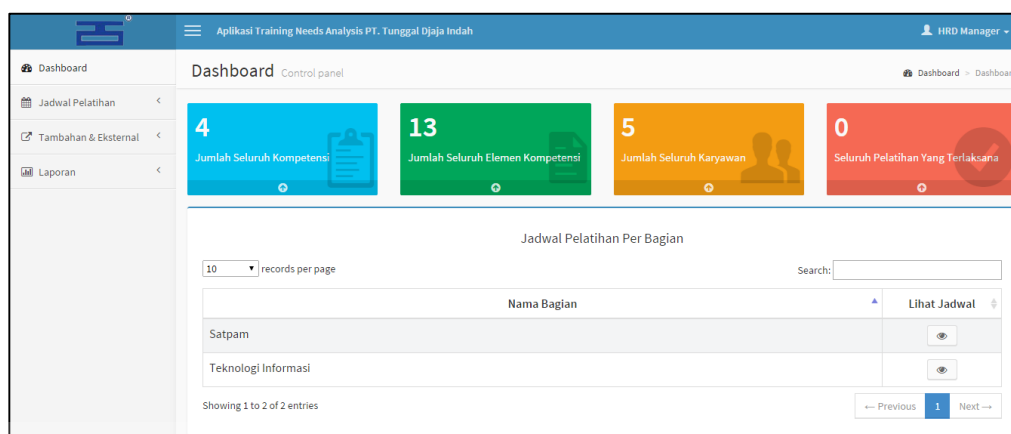 Aplikasi Training Needs Analysis PT. Tunggal Djaja Indah
HRD Manager
Dashboard
Jadwal Pelatihan
Tambahan & Eksternal
Laporan
Dashboard Control panel
Dashboard > Dashboar
4
Jumlah Seluruh Kompetensi
13
Jumlah Seluruh Elemen Kompetensi
5
Jumlah Seluruh Karyawan
0
Seluruh Pelatihan Yang Terlaksana
Jadwal Pelatihan Per Bagian
10 records per page
Search:
Nama Bagian Lihat Jadwal
Satpam
Teknologi Informasi
Showing 1 to 2 of 2 entries
← Previous 1 Next →